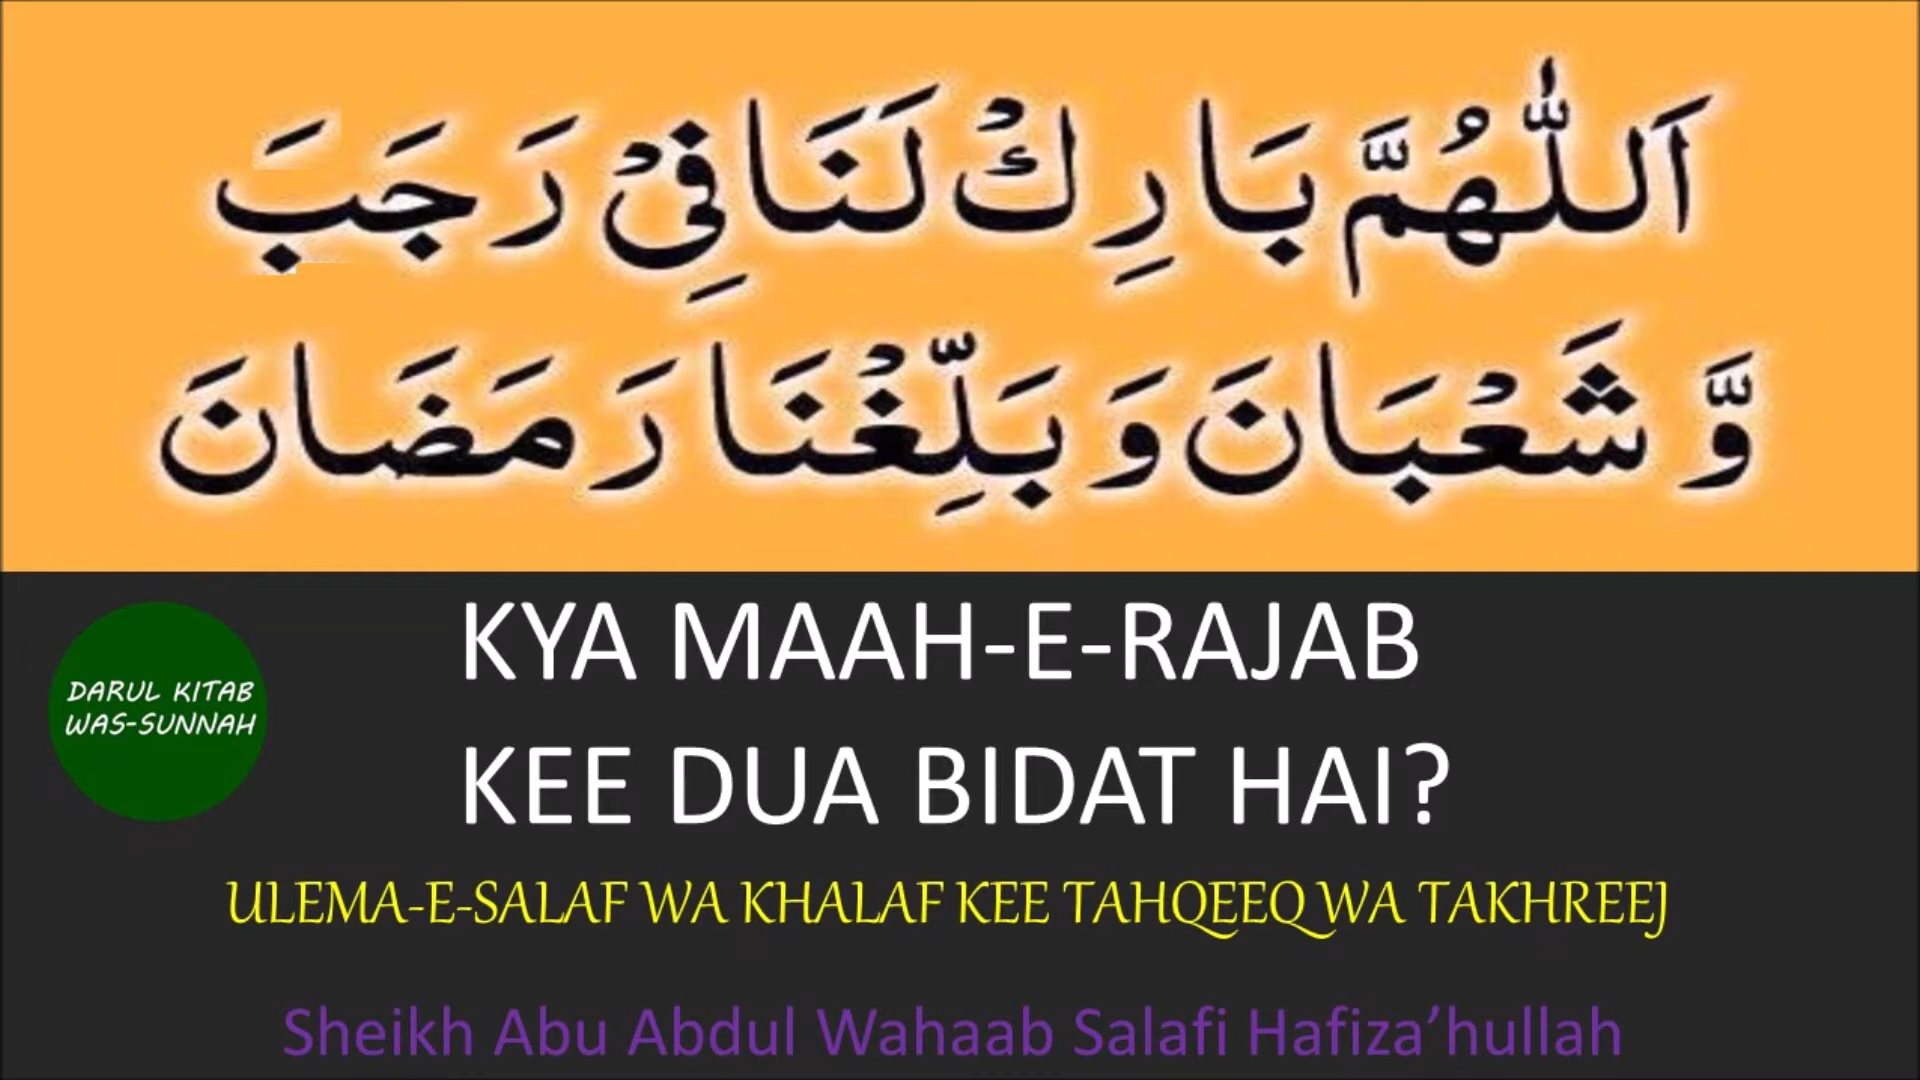 اَللّٰهُمَّ بَارِكْ لَنَا فِيْ رَجَبَ
وَّ شَعْبَانَ وَ بَلِّغْنَا رَمَضَانَ
DARUL KITAB
WAS-SUNNAH
KYA MAAH-E-RAJAB
KEE DUA BIDAT HAI?
ULEMA-E-SALAF WA KHALAF KEE TAHQEEQ WA TAKHREEJ
Sheikh Abu Abdul Wahaab Salafi Hafiza’hullah